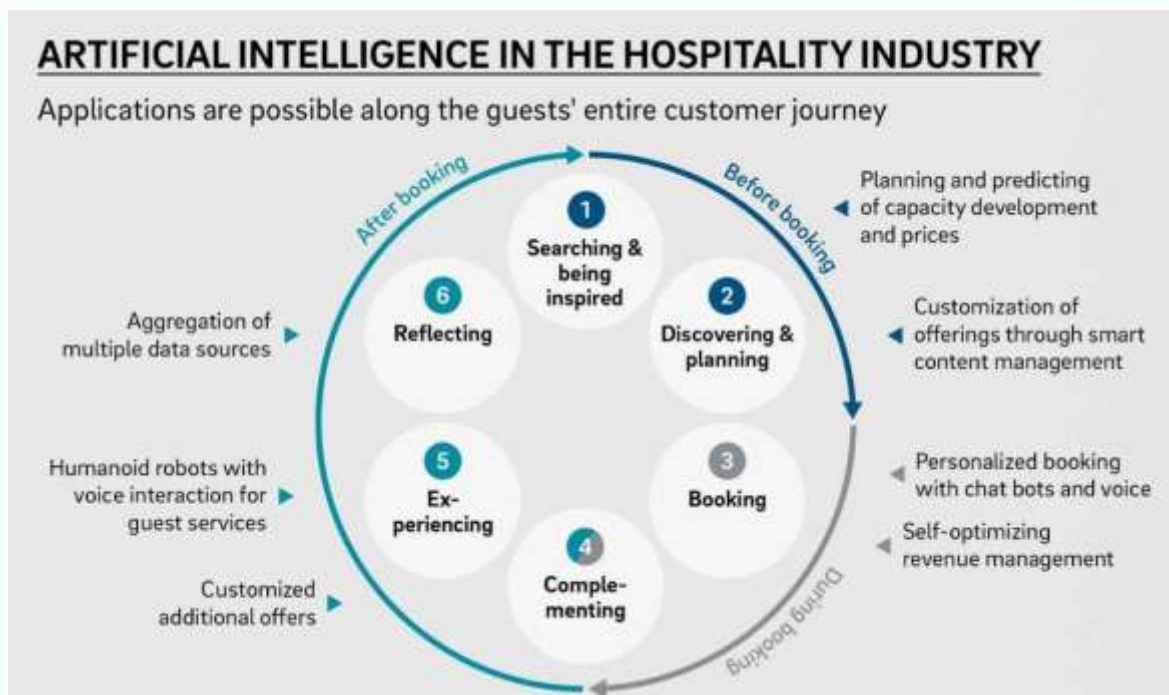 ARTIFICIAL INTELLIGENCE IN THE HOSPITALITY INDUSTRY
Applications are possible along the guests' entire customer journey
After booking
Before booking
During booking
1
Searching &
being
inspired
2
Discovering &
planning
3
Booking
4
Comple-
menting
5
Ex-
periencing
6
Reflecting
Planning and predicting
of capacity development
and prices
Customization of
offerings through smart
content management
Personalized booking
with chat bots and voice
Self-optimizing
revenue management
Customized
additional offers
Humanoid robots with
voice interaction for
guest services
Aggregation of
multiple data sources